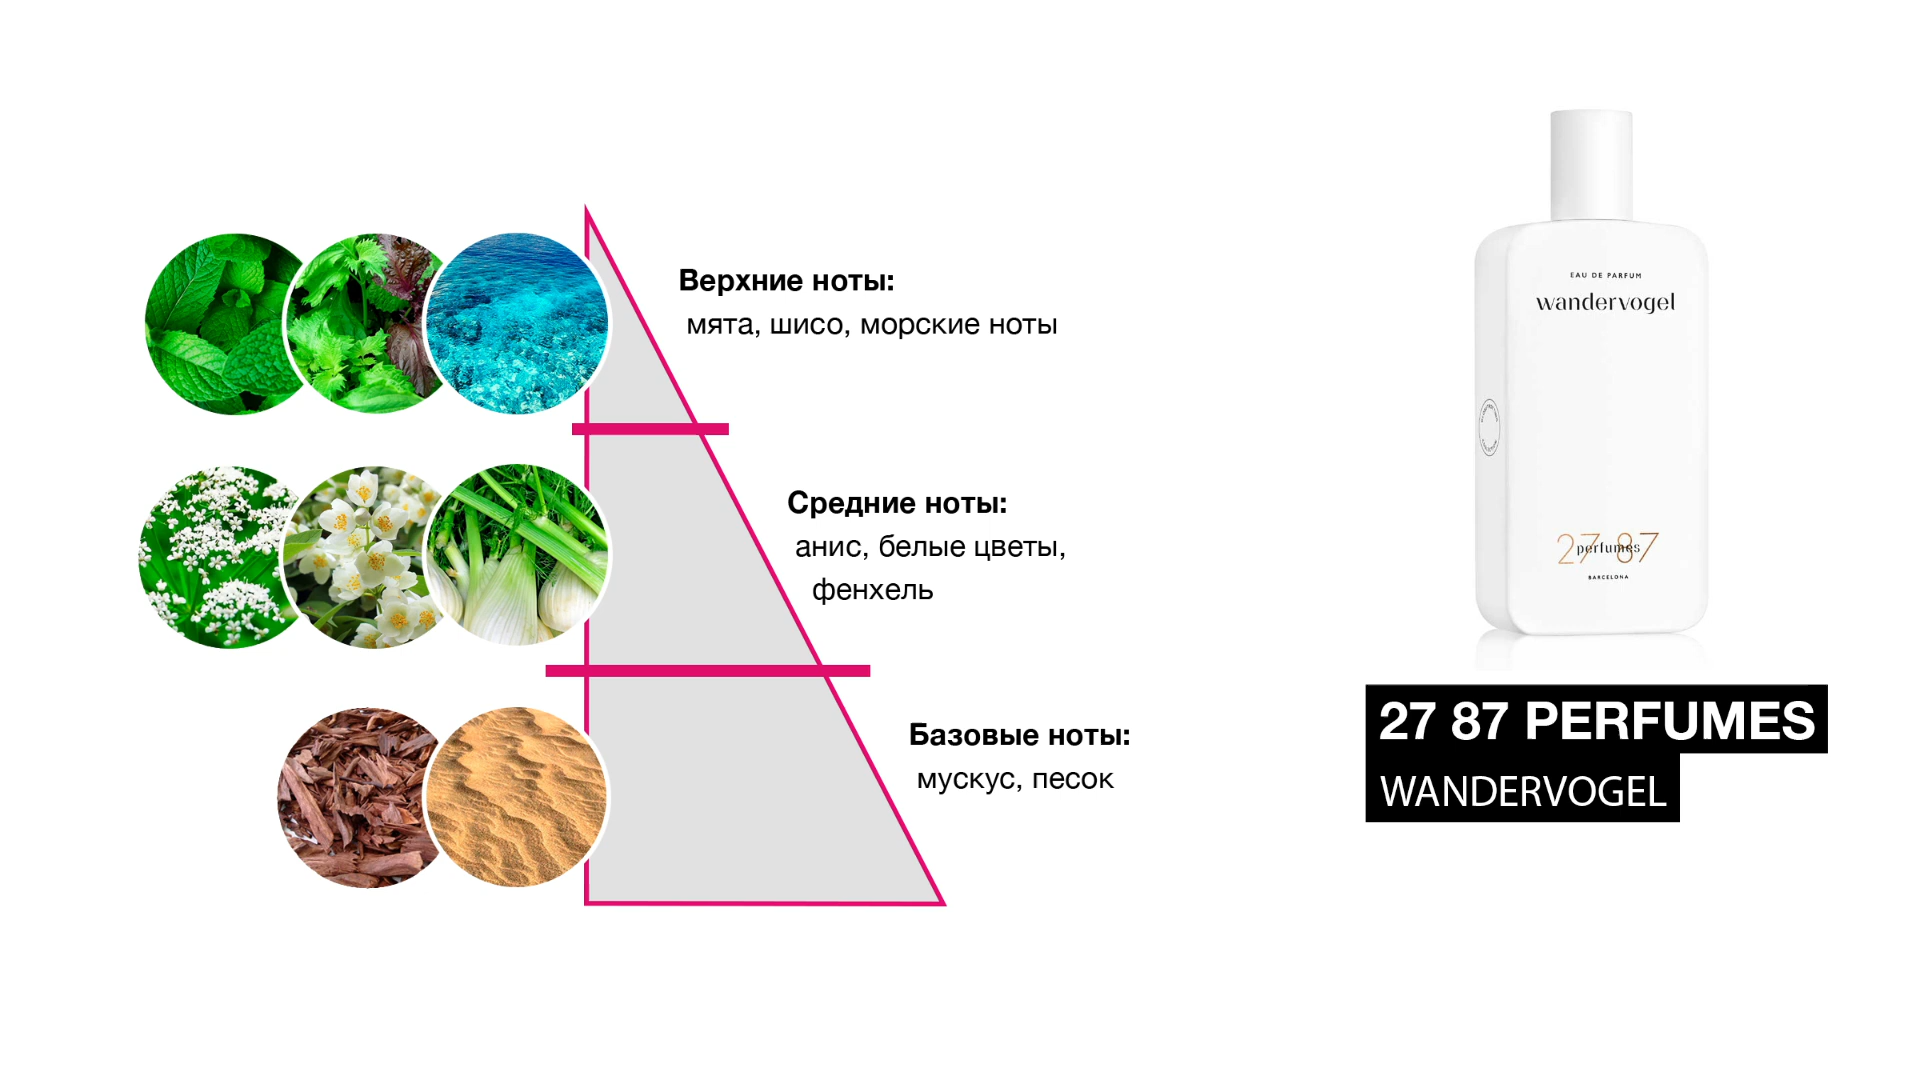 Верхние ноты:
мята, шисо, морские ноты
Средние ноты:
анис, белые цветы,
фенхель
Базовые ноты:
мускус, песок
EAU DE PARFUM
wandervogel
27 87
perfumes
BARCELONA
27 87 PERFUMES
WANDERVOGEL